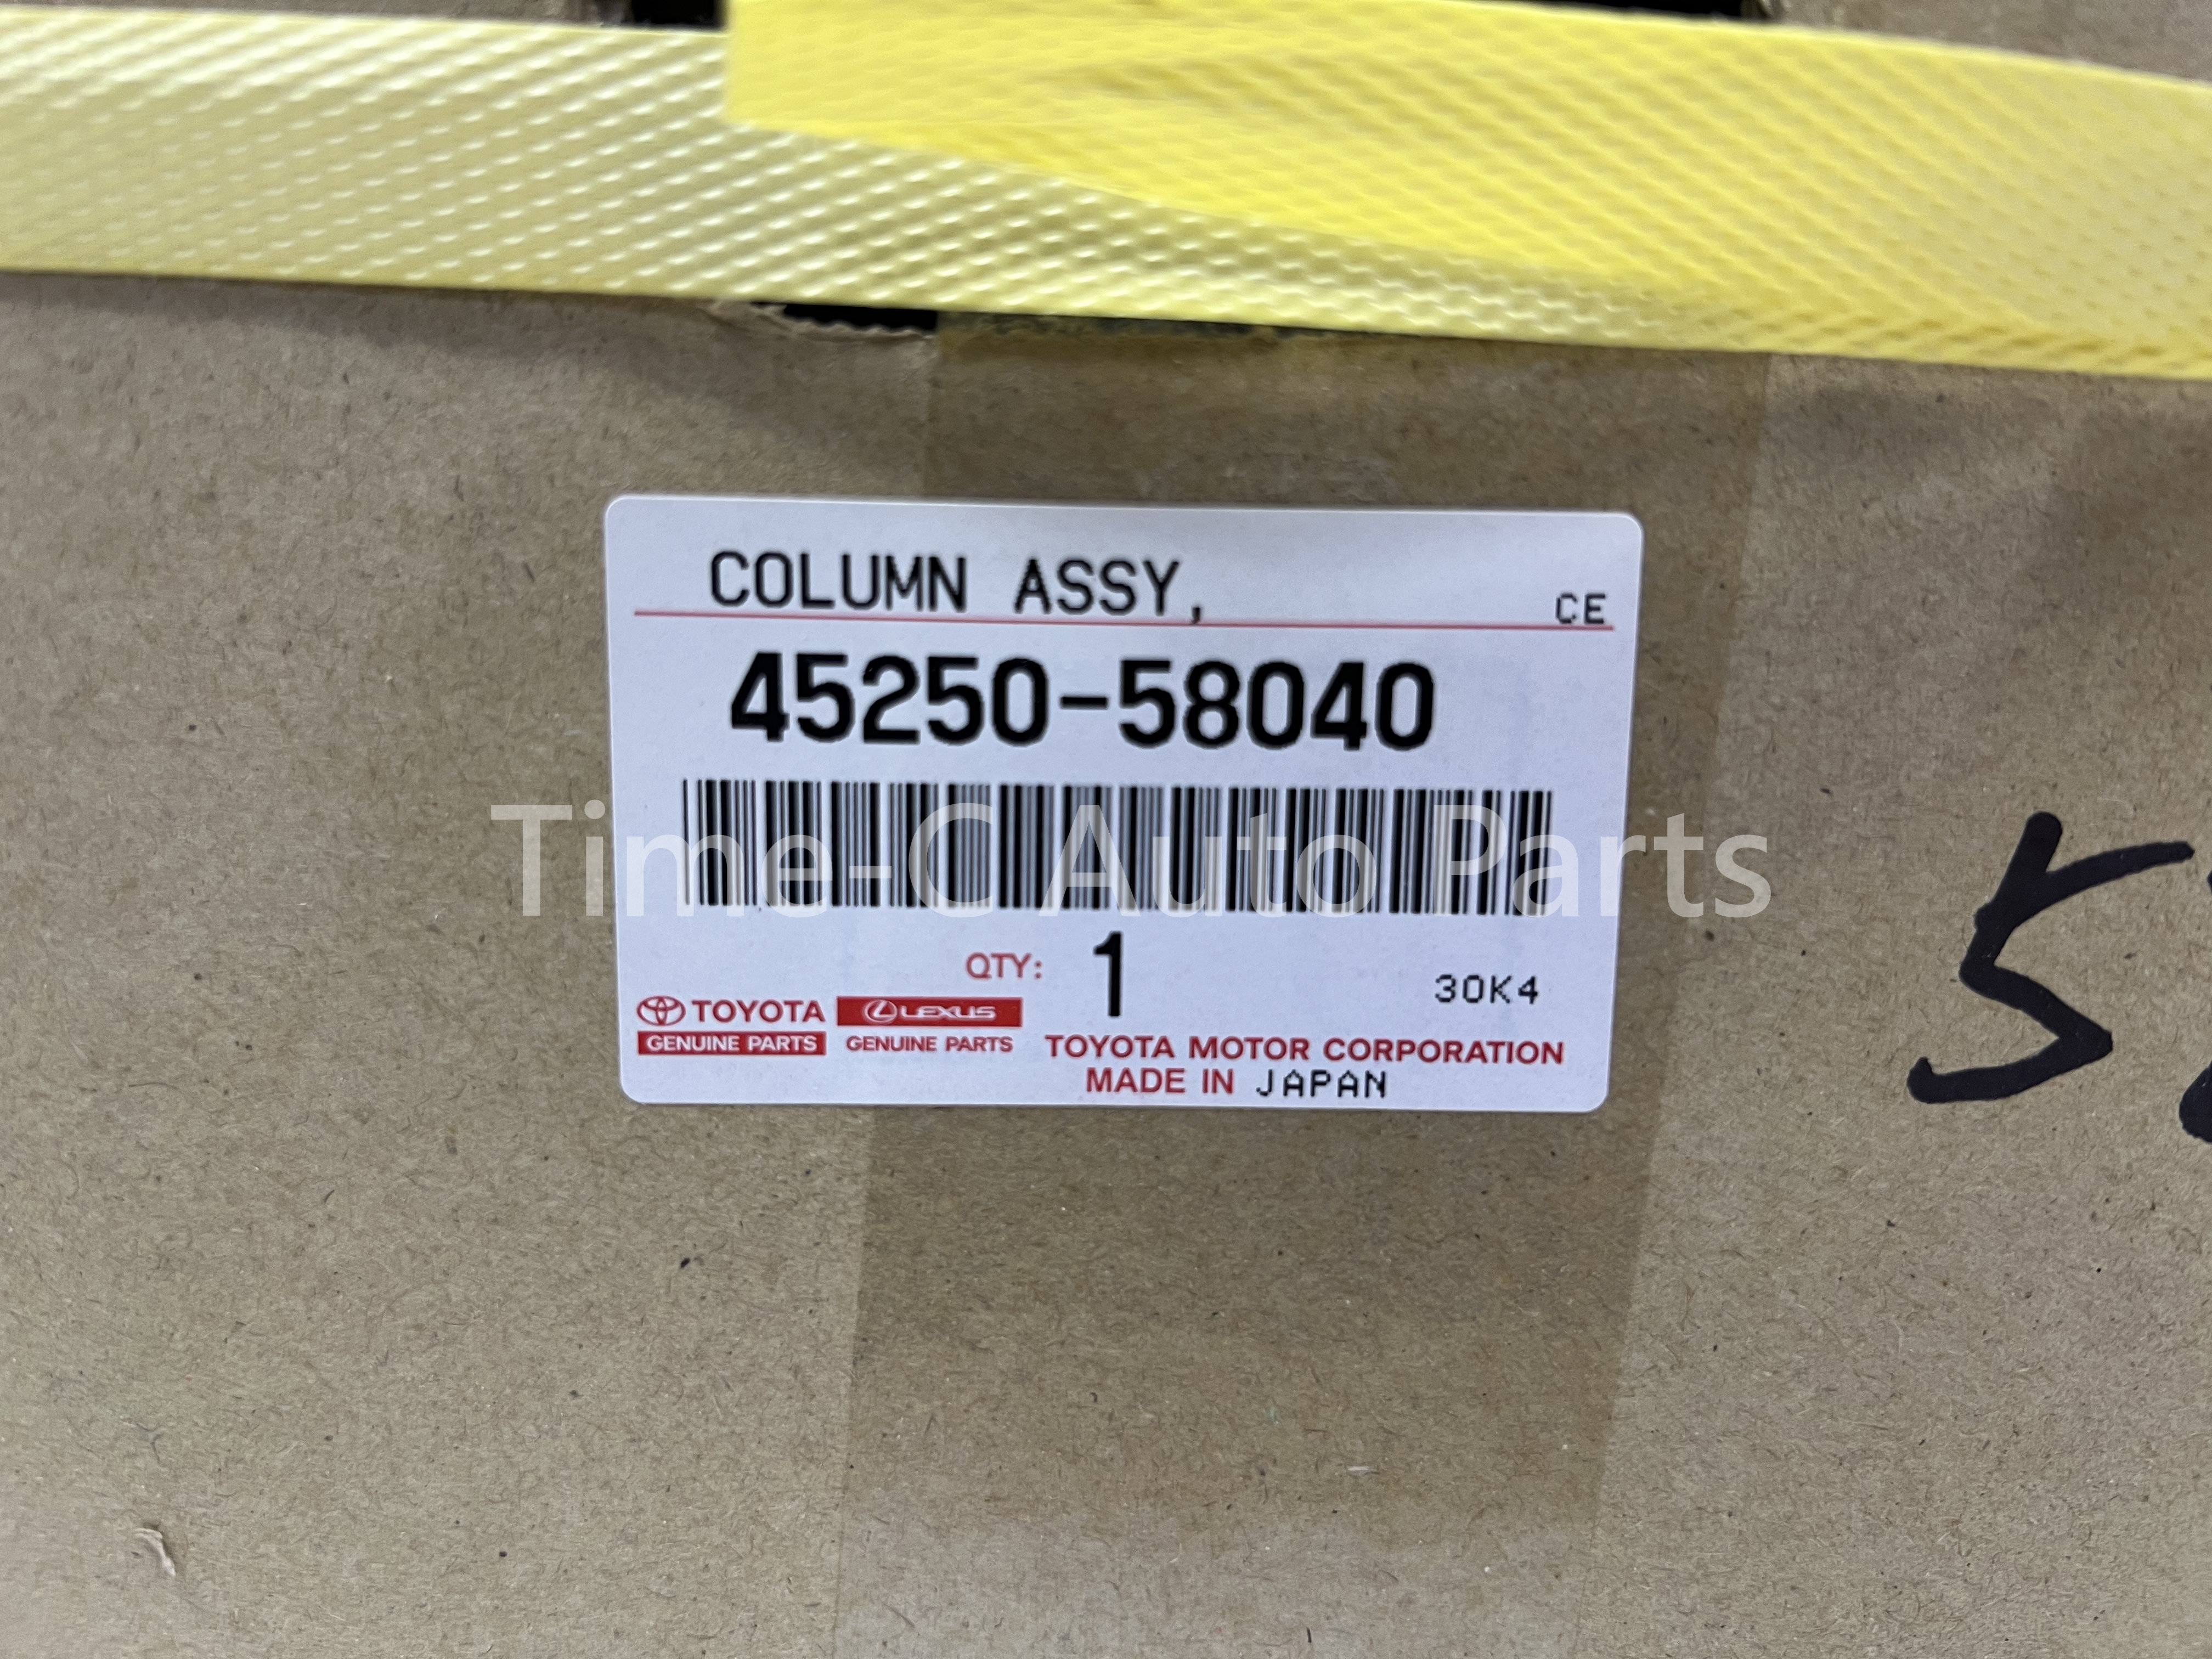 COLUMN ASSY,
CE
45250-58040
Time-C Auto Parts
QTY: 1
30K4
TOYOTA
GENUINE PARTS
LEXUS
GENUINE PARTS
TOYOTA MOTOR CORPORATION
MADE IN JAPAN
5